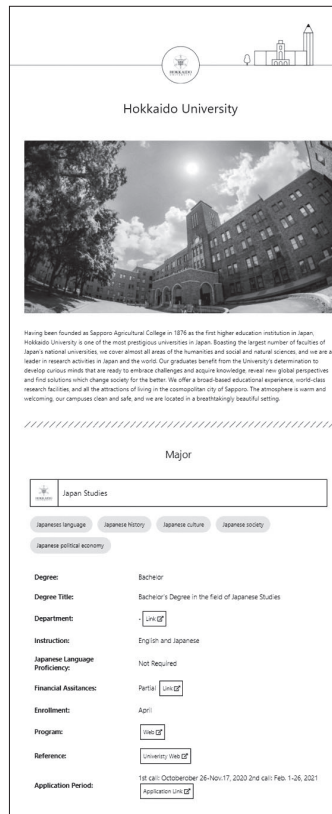 HOKKAIDO
Hokkaido University
Having been founded as Sapporo Agricultural College in 1876 as the first higher education institution in Japan,
Hokkaido University is one of the most prestigious universities in Japan. Boasting the largest number of faculties of
Japan's national universities, we cover almost all areas of the humanities and social and natural sciences, and we are a
leader in research activities in Japan and the world. Our graduates benefit from the University's determination to
develop curious minds that are ready to embrace challenges and acquire knowledge, reveal new global perspectives
and find solutions which change society for the better. We offer a broad-based educational experience, world-class
research facilities, and all the attractions of living in the cosmopolitan city of Sapporo. The atmosphere is warm and
welcoming, our campuses clean and safe, and we are located in a breathtakingly beautiful setting.
Major
HOKKAIDO
Japan Studies
Japaneses language Japanese history Japanese culture Japanese society
Japanese political economy
Degree: Bachelor
Degree Title: Bachelor's Degree in the field of Japanese Studies
Department: - Link
Instruction: English and Japanese
Japanese Language
Proficiency: Not Required
Financial Assitances: Partial Link
Enrollment: April
Program: Web
Reference: Univeristy Web
Application Period: 1st call: Octoberober 26-Nov.17, 2020 2nd call: Feb. 1-26, 2021
Application Link